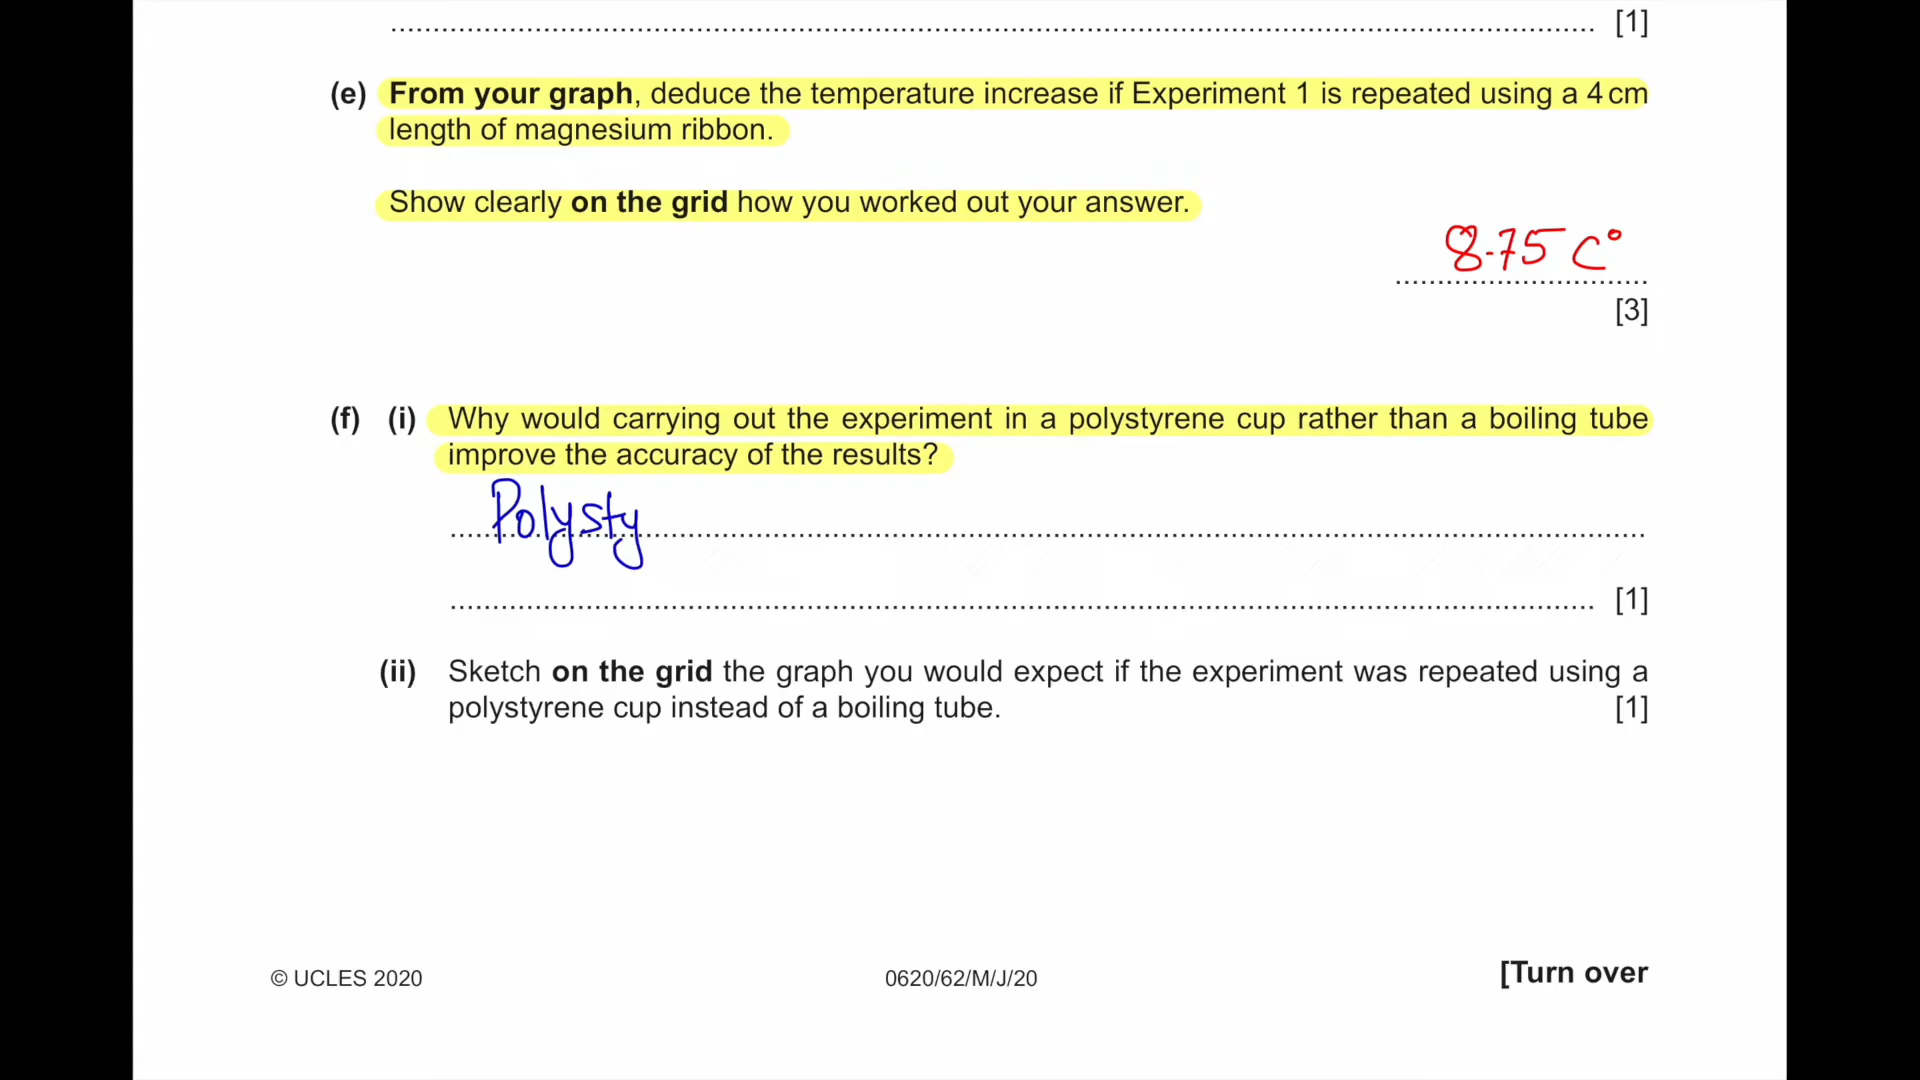 [1]
(e) From your graph, deduce the temperature increase if Experiment 1 is repeated using a 4 cm
length of magnesium ribbon.
Show clearly on the grid how you worked out your answer.
8.75 C°
[3]
(f) (i) Why would carrying out the experiment in a polystyrene cup rather than a boiling tube
improve the accuracy of the results?
Polysty
[1]
(ii) Sketch on the grid the graph you would expect if the experiment was repeated using a
polystyrene cup instead of a boiling tube. [1]
© UCLES 2020 0620/62/M/J/20 [Turn over